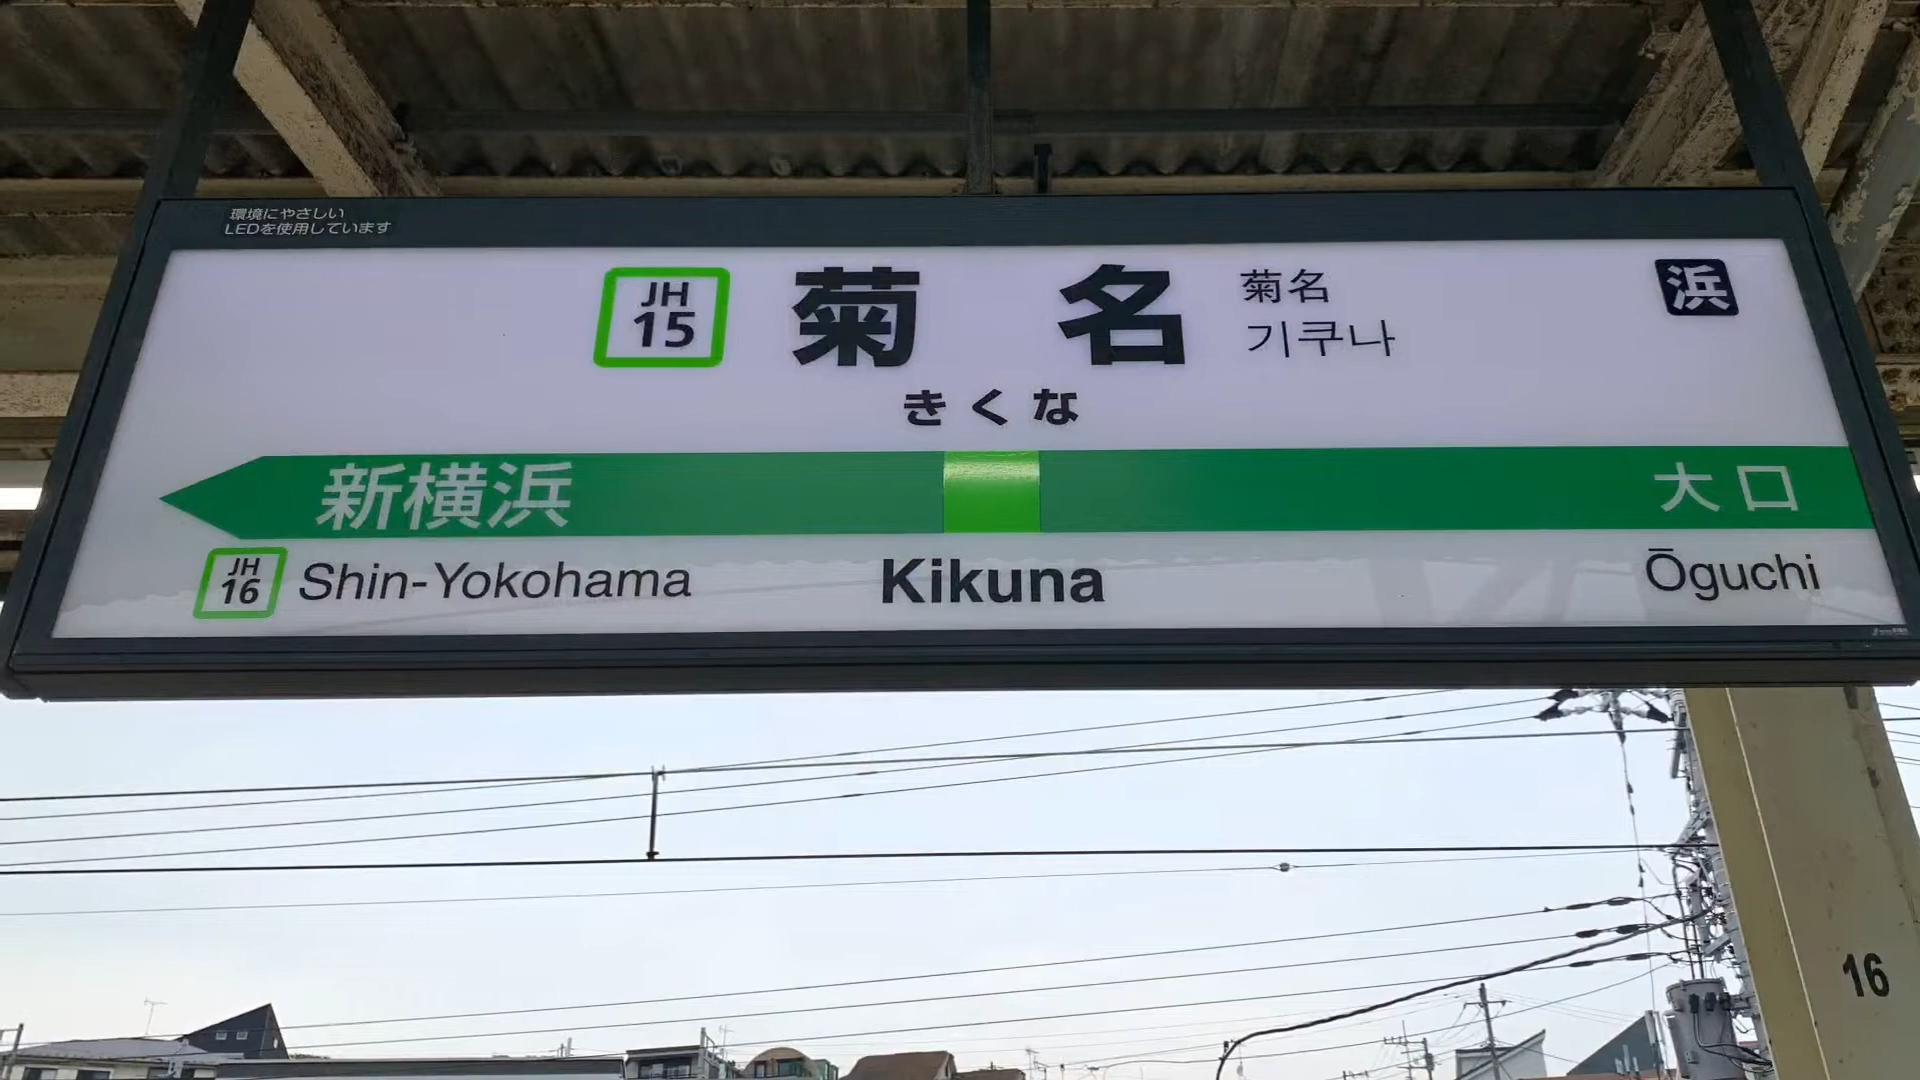 環境にやさしい
LEDを使用しています
JH
15
菊名
菊名
기쿠나
浜
きくな
新横浜
大口
JH
16
Shin-Yokohama
Kikuna
Ōguchi
16